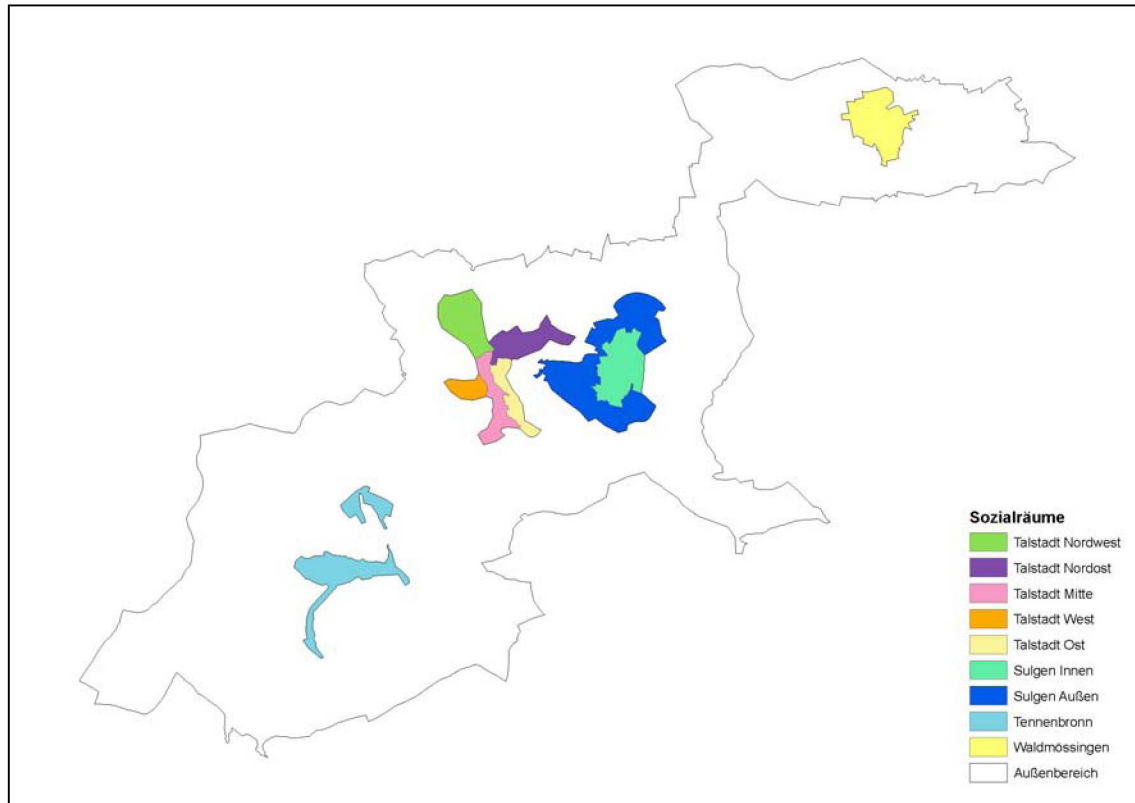 Sozialräume
Talstadt Nordwest
Talstadt Nordost
Talstadt Mitte
Talstadt West
Talstadt Ost
Sulgen Innen
Sulgen Außen
Tennenbronn
Waldmössingen
Außenbereich